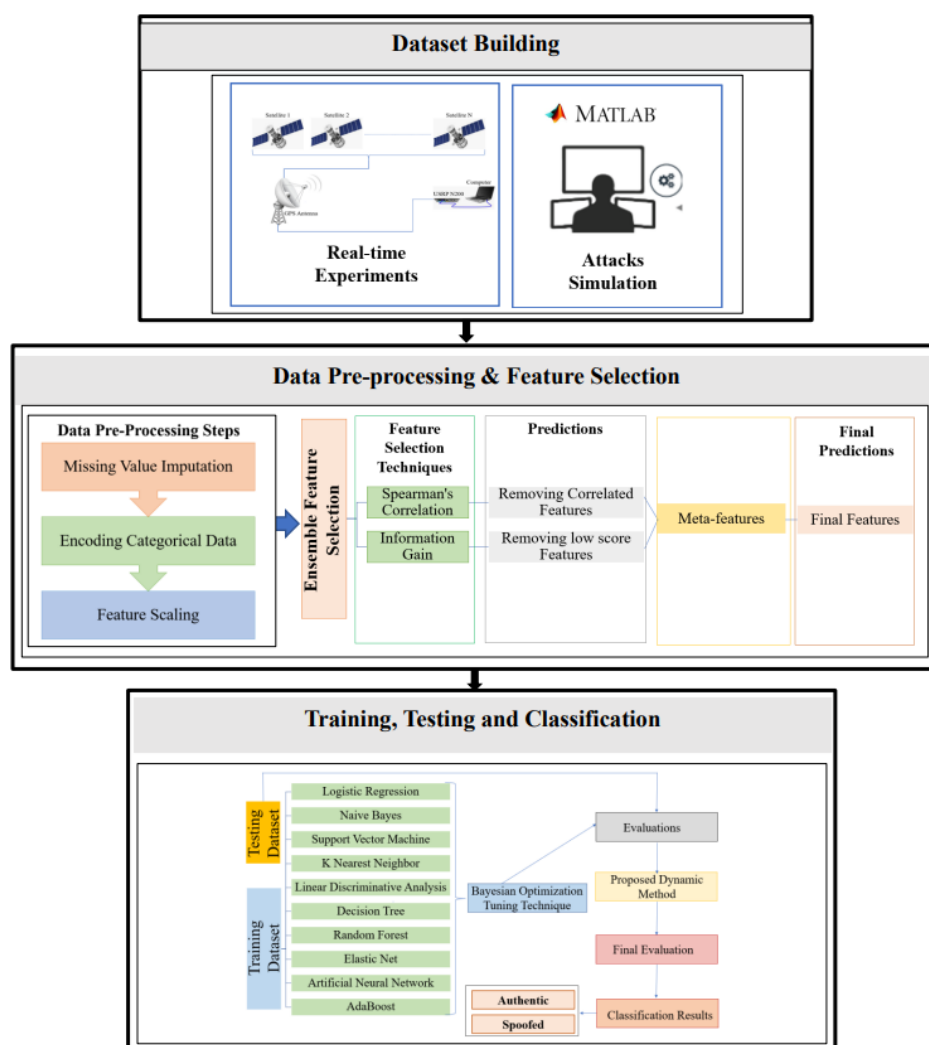 Dataset Building
Satellite 1
Satellite 2
Satellite N
GPS Antenna
USRP N200
Computer
Real-time
Experiments
MATLAB
Attacks
Simulation
Data Pre-processing & Feature Selection
Data Pre-Processing Steps
Missing Value Imputation
Encoding Categorical Data
Feature Scaling
Ensemble Feature
Selection
Feature
Selection
Techniques
Spearman's
Correlation
Information
Gain
Predictions
Removing Correlated
Features
Removing low score
Features
Meta-features
Final
Predictions
Final Features
Training, Testing and Classification
Testing
Dataset
Training
Dataset
Logistic Regression
Naive Bayes
Support Vector Machine
K Nearest Neighbor
Linear Discriminative Analysis
Decision Tree
Random Forest
Elastic Net
Artificial Neural Network
AdaBoost
Bayesian Optimization
Tuning Technique
Evaluations
Proposed Dynamic
Method
Final Evaluation
Classification Results
Authentic
Spoofed